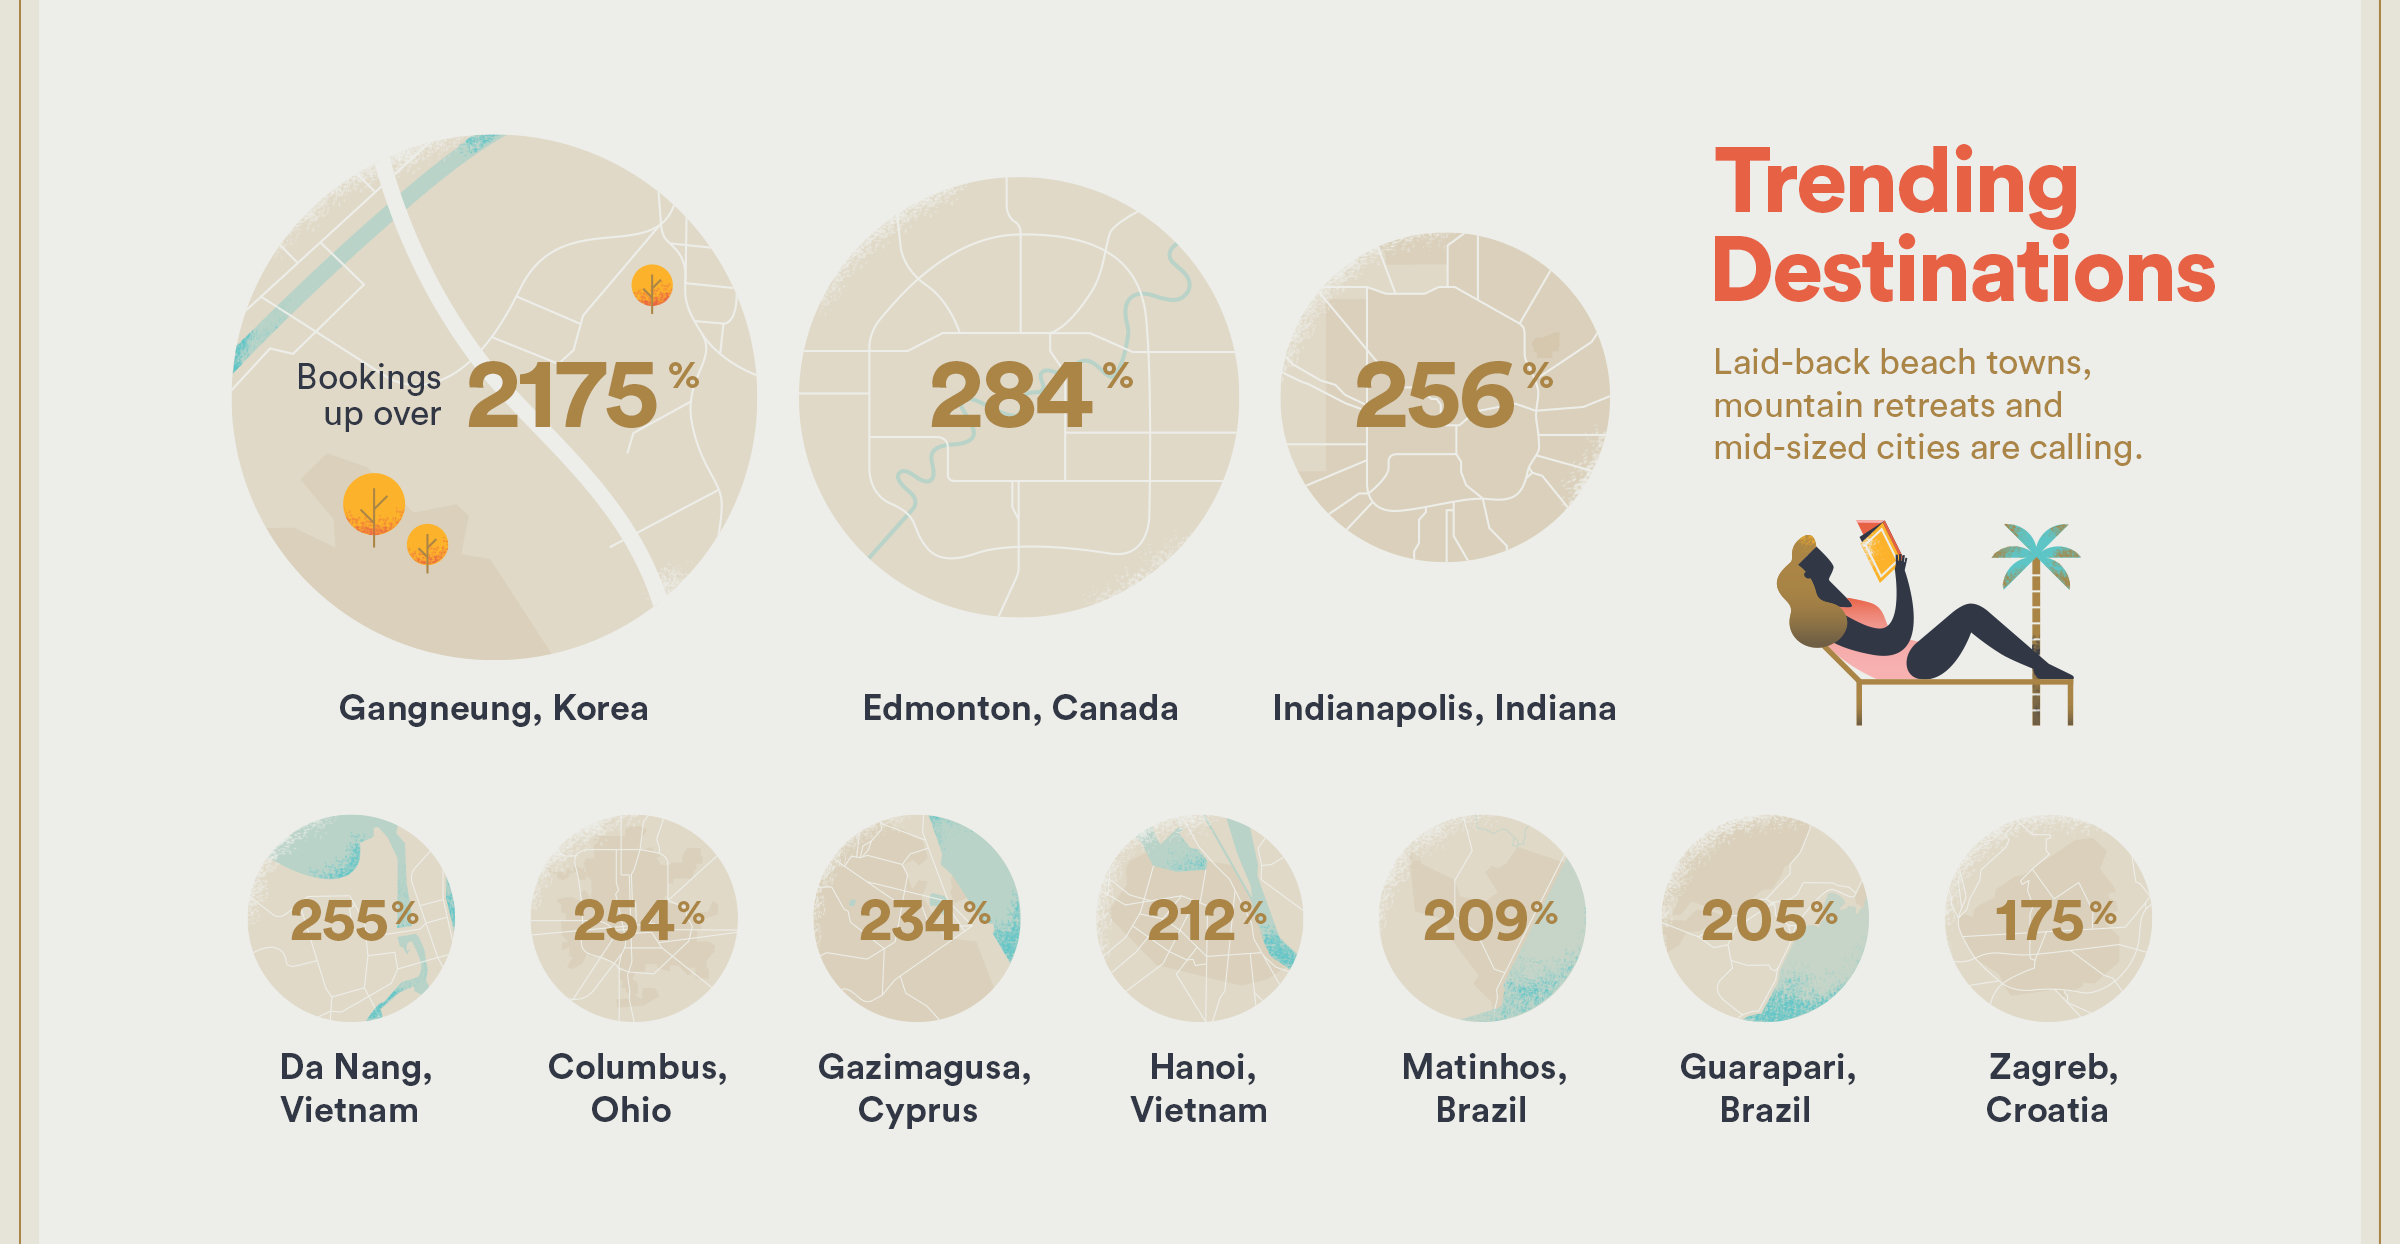 Trending
Destinations
Laid-back beach towns,
mountain retreats and
mid-sized cities are calling.
Bookings
up over
2175%
Gangneung, Korea
284%
Edmonton, Canada
256%
Indianapolis, Indiana
255%
Da Nang,
Vietnam
254%
Columbus,
Ohio
234%
Gazimagusa,
Cyprus
212%
Hanoi,
Vietnam
209%
Matinhos,
Brazil
205%
Guarapari,
Brazil
175%
Zagreb,
Croatia